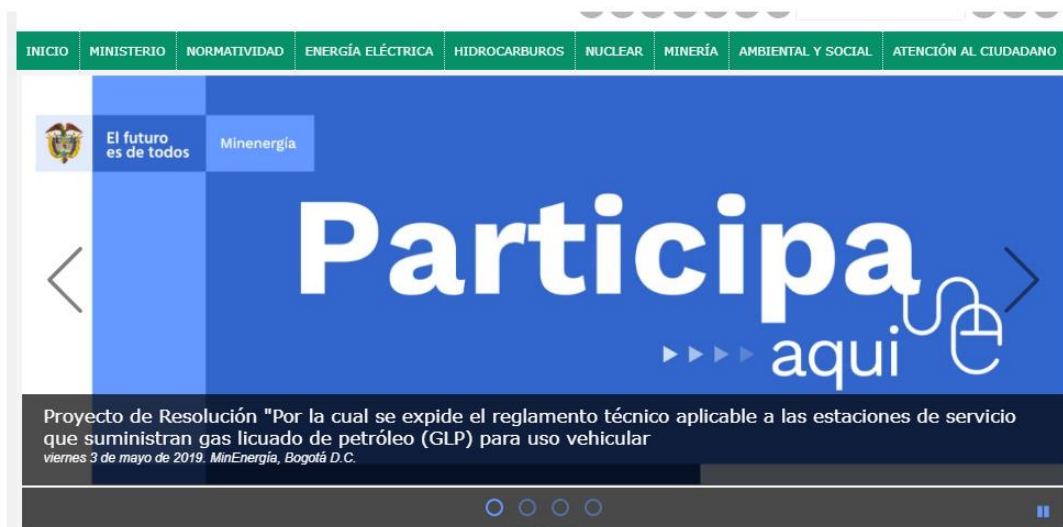 INICIO MINISTERIO NORMATIVIDAD ENERGÍA ELÉCTRICA HIDROCARBUROS NUCLEAR MINERÍA AMBIENTAL Y SOCIAL ATENCIÓN AL CIUDADANO
El futuro
es de todos
Minenergía
Participa
aqui
Proyecto de Resolución "Por la cual se expide el reglamento técnico aplicable a las estaciones de servicio
que suministran gas licuado de petróleo (GLP) para uso vehicular
viernes 3 de mayo de 2019. MinEnergía, Bogotá D.C.